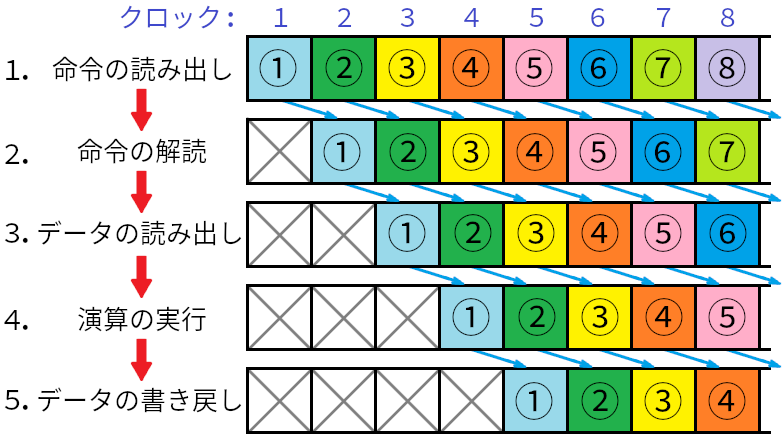 クロック: 1 2 3 4 5 6 7 8
1. 命令の読み出し ① ② ③ ④ ⑤ ⑥ ⑦ ⑧
2. 命令の解読 ① ② ③ ④ ⑤ ⑥ ⑦
3. データの読み出し ① ② ③ ④ ⑤ ⑥
4. 演算の実行 ① ② ③ ④ ⑤
5. データの書き戻し ① ② ③ ④